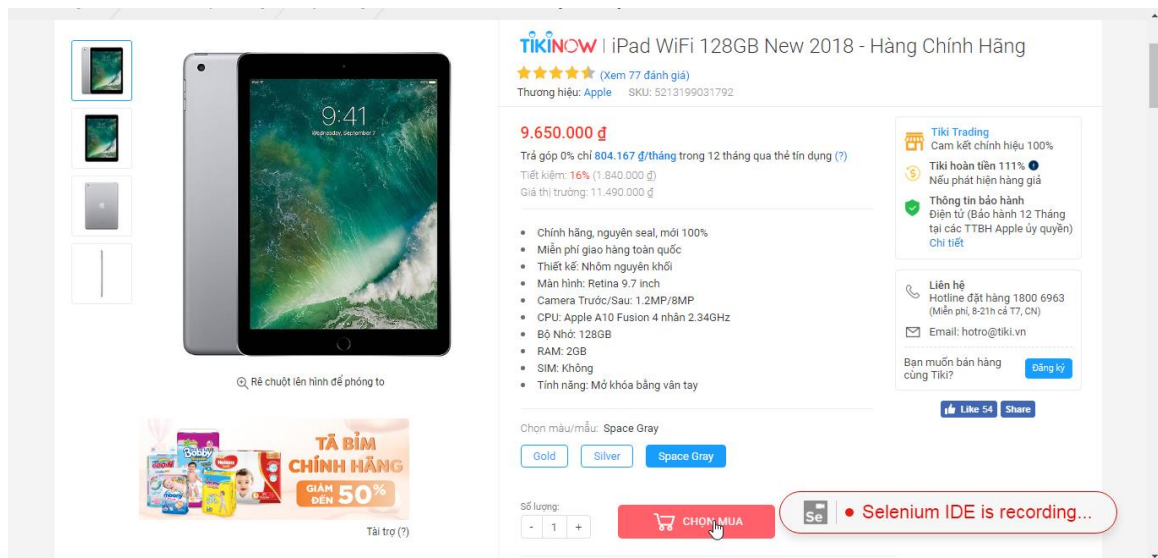 TIKINOW | iPad WiFi 128GB New 2018 - Hàng Chính Hãng
(Xem 77 đánh giá)
Thương hiệu: Apple SKU: 5213199031792
9:41
Wednesday, September 7
Rê chuột lên hình để phóng to
TÃ BỈM
CHÍNH HÃNG
GIẢM ĐẾN 50%
Bobby
Huggies
Tài trợ (?)
9.650.000 ₫
Trả góp 0% chỉ 804.167 ₫/tháng trong 12 tháng qua thẻ tín dụng (?)
Tiết kiệm: 16% (1.840.000 ₫)
Giá thị trường: 11.490.000 ₫
Chính hãng, nguyên seal, mới 100%
Miễn phí giao hàng toàn quốc
Thiết kế: Nhôm nguyên khối
Màn hình: Retina 9.7 inch
Camera Trước/Sau: 1.2MP/8MP
CPU: Apple A10 Fusion 4 nhân 2.34GHz
Bộ Nhớ: 128GB
RAM: 2GB
SIM: Không
Tính năng: Mở khóa bằng vân tay
Chọn màu/mẫu: Space Gray
Gold Silver Space Gray
Số lượng:
- 1 +
CHỌN MUA
Tiki Trading
Cam kết chính hiệu 100%
Tiki hoàn tiền 111%
Nếu phát hiện hàng giả
Thông tin bảo hành
Điện tử (Bảo hành 12 Tháng
tại các TTBH Apple ủy quyền)
Chi tiết
Liên hệ
Hotline đặt hàng 1800 6963
(Miễn phí, 8-21h cả T7, CN)
Email: hotro@tiki.vn
Bạn muốn bán hàng
cùng Tiki?
Đăng ký
Like 54 Share
Se Selenium IDE is recording...